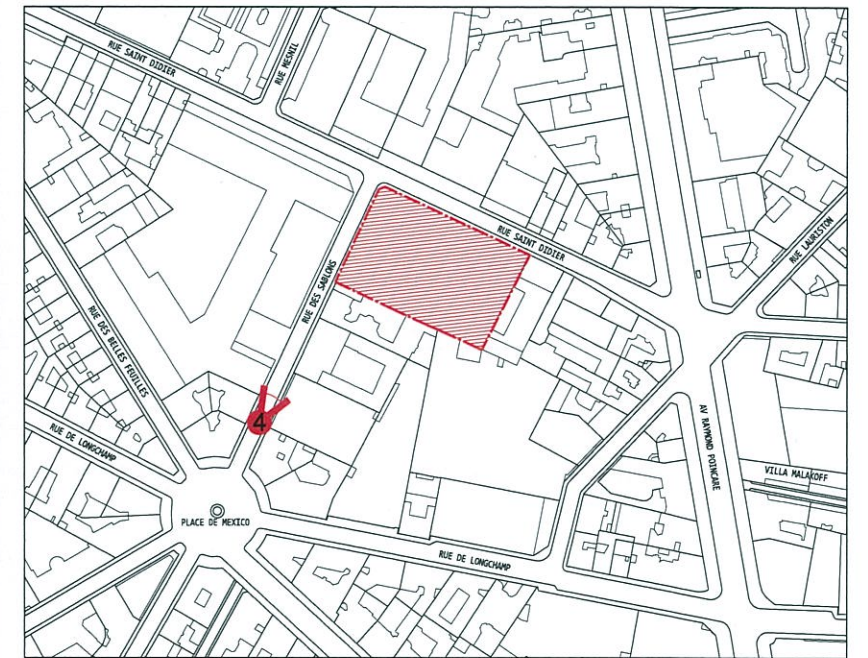 RUE SAINT DIDIER
RUE MESNIL
RUE SAINT DIDIER
RUE LAURISTON
RUE DES SABLONS
RUE DES BELLES FEUILLES
4
AV RAYMOND POINCARE
RUE DE LONGCHAMP
VILLA MALAKOFF
PLACE DE MEXICO
RUE DE LONGCHAMP